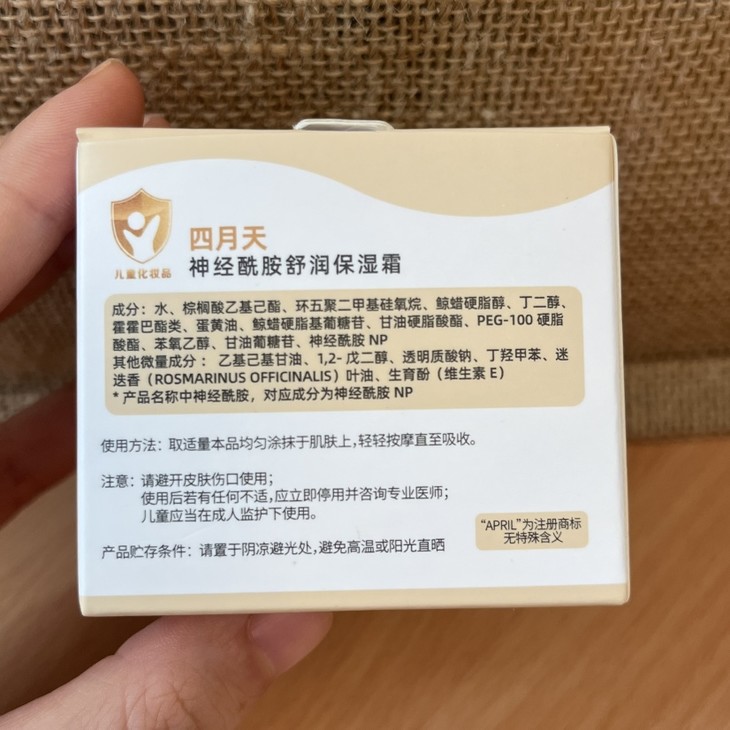 儿童化妆品
四月天
神经酰胺舒润保湿霜
成分：水、棕榈酸乙基己酯、环五聚二甲基硅氧烷、鲸蜡硬脂醇、丁二醇、
霍霍巴酯类、蛋黄油、鲸蜡硬脂基葡糖苷、甘油硬脂酸酯、PEG-100 硬脂
酸酯、苯氧乙醇、甘油葡糖苷、神经酰胺 NP
其他微量成分：乙基己基甘油、1,2- 戊二醇、透明质酸钠、丁羟甲苯、迷
迭香（ROSMARINUS OFFICINALIS）叶油、生育酚（维生素 E）
* 产品名称中神经酰胺，对应成分为神经酰胺 NP
使用方法：取适量本品均匀涂抹于肌肤上，轻轻按摩直至吸收。
注意：请避开皮肤伤口使用；
使用后若有任何不适，应立即停用并咨询专业医师；
儿童应当在成人监护下使用。
“APRIL”为注册商标
无特殊含义
产品贮存条件：请置于阴凉避光处，避免高温或阳光直晒